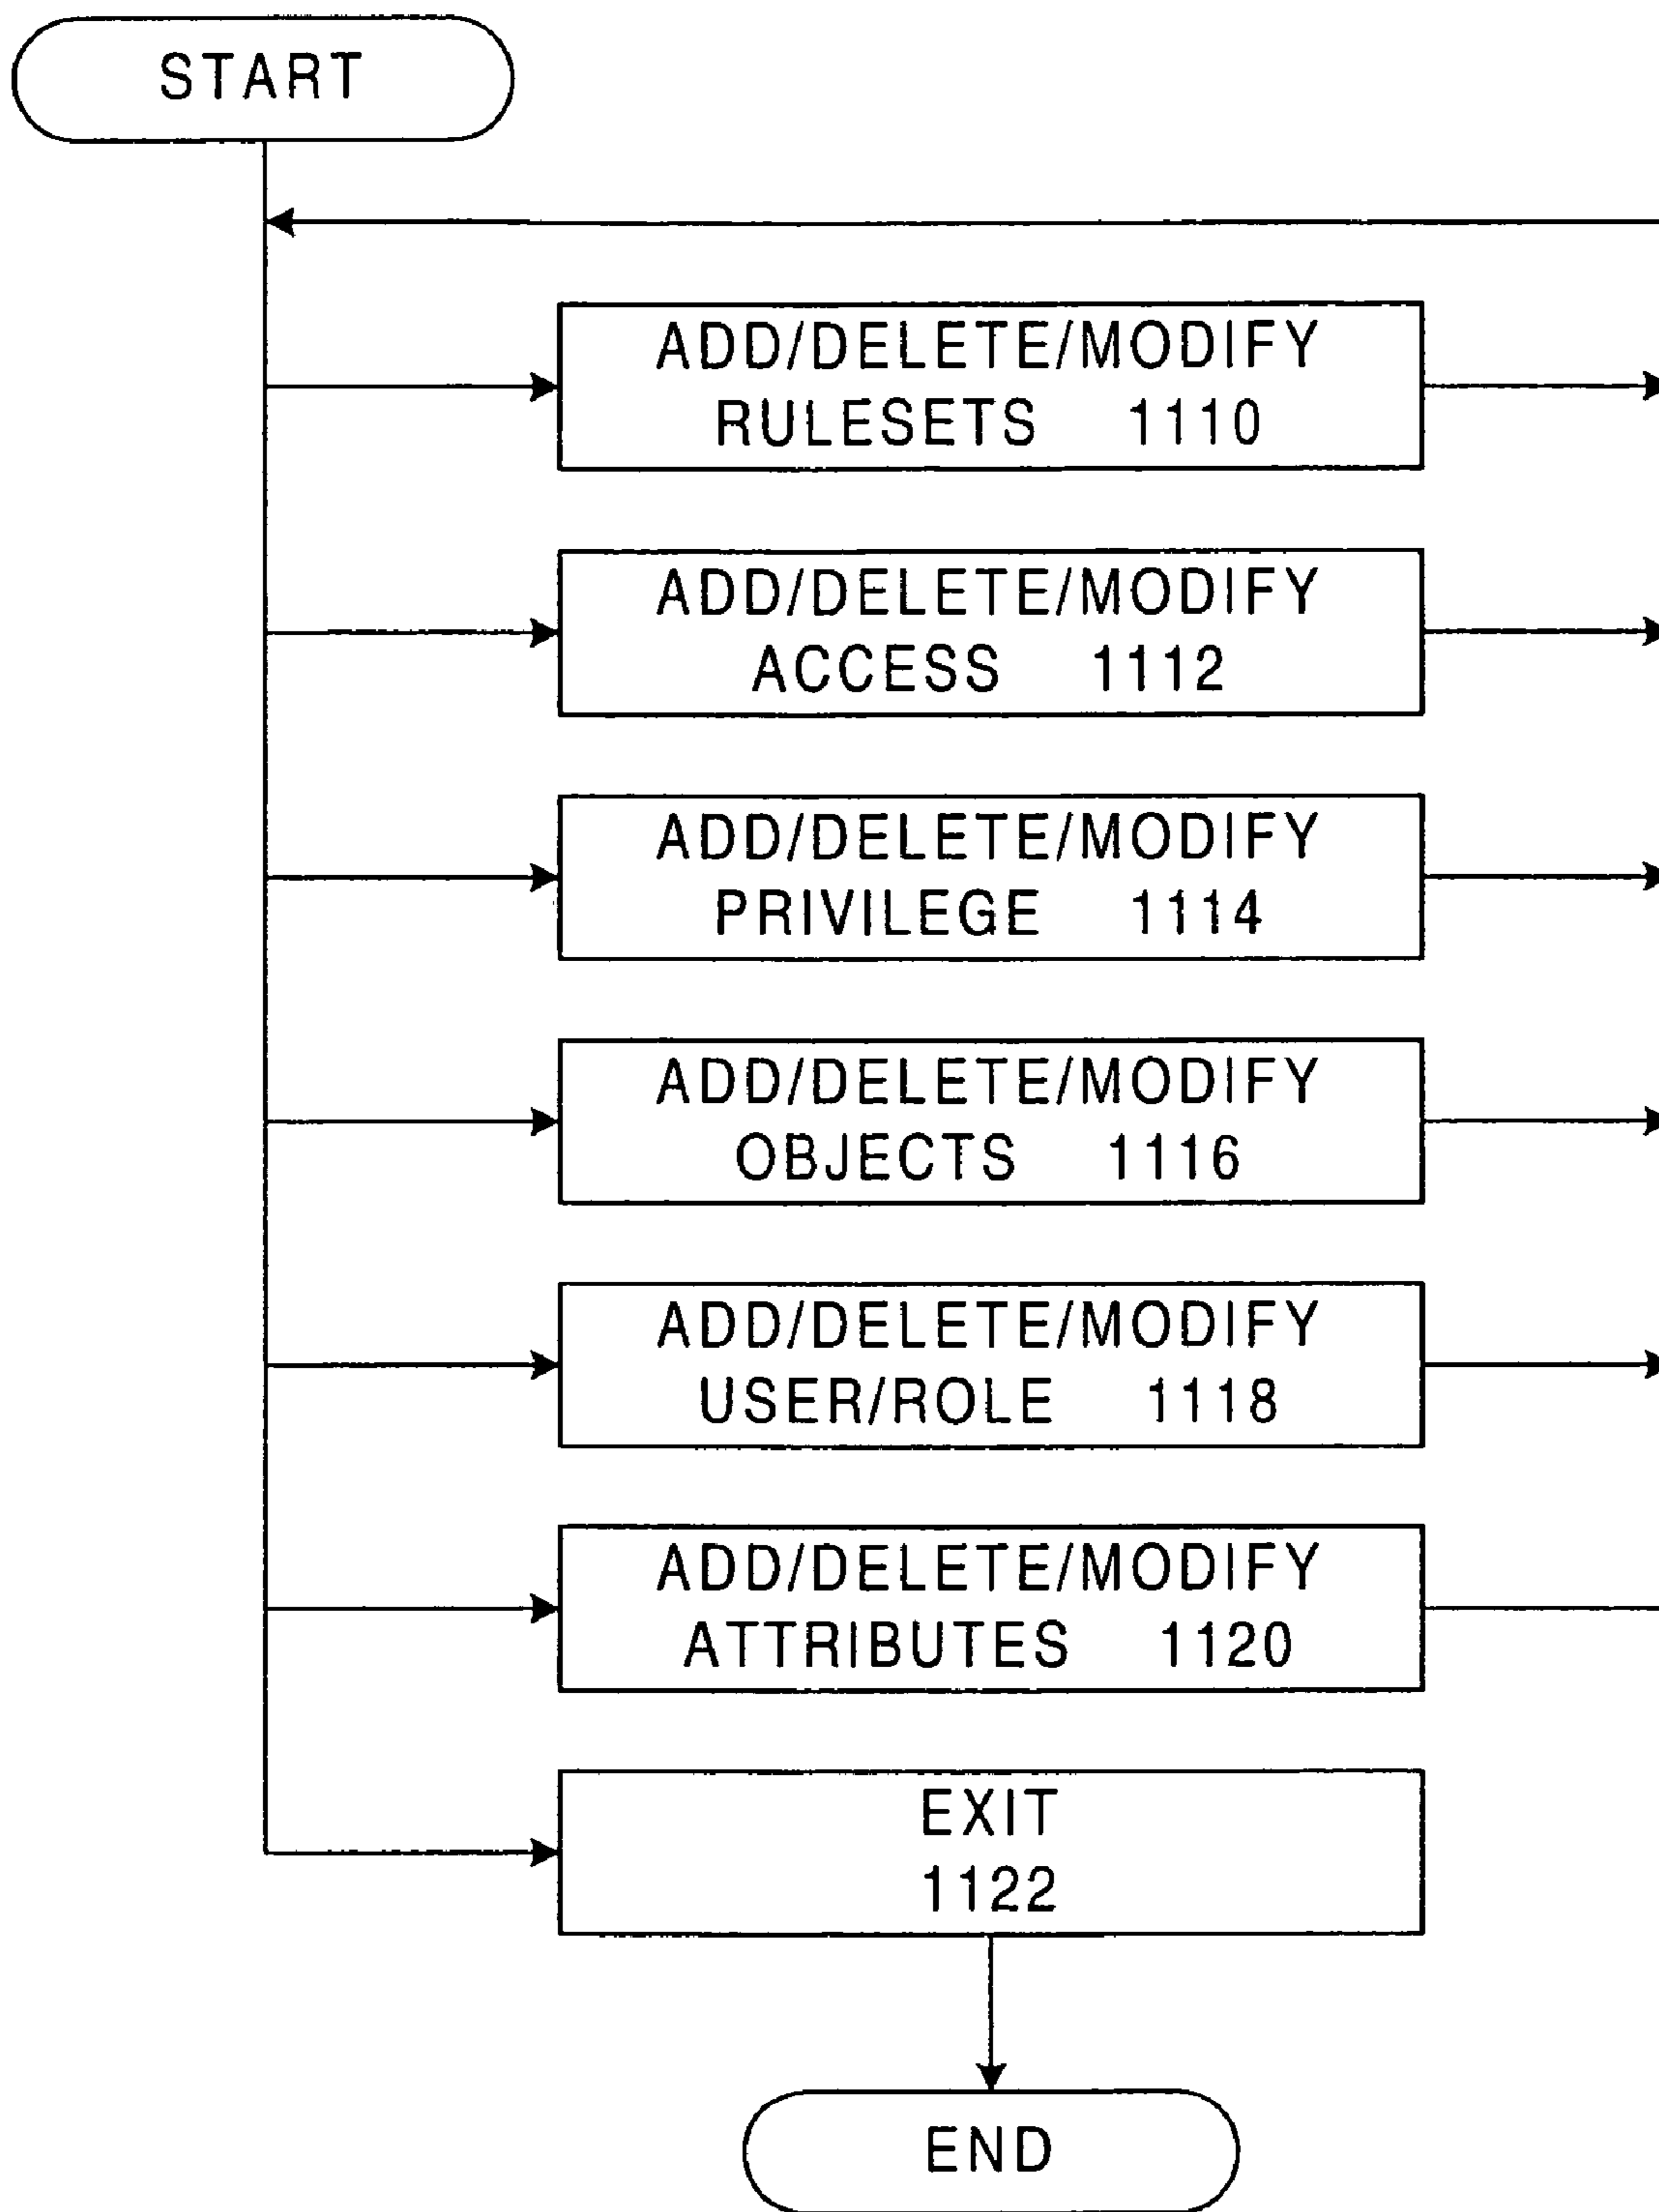 START
ADD/DELETE/MODIFY
RULESETS 1110
ADD/DELETE/MODIFY
ACCESS 1112
ADD/DELETE/MODIFY
PRIVILEGE 1114
ADD/DELETE/MODIFY
OBJECTS 1116
ADD/DELETE/MODIFY
USER/ROLE 1118
ADD/DELETE/MODIFY
ATTRIBUTES 1120
EXIT
1122
END